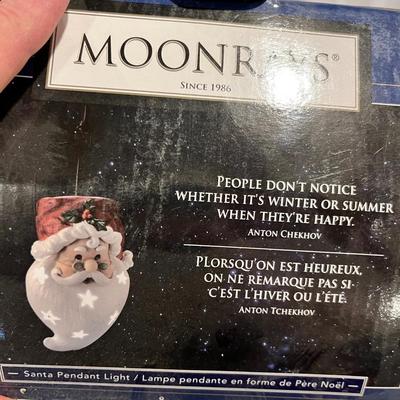 MOONRAYS®
SINCE 1986
PEOPLE DON'T NOTICE
WHETHER IT'S WINTER OR SUMMER
WHEN THEY'RE HAPPY.
ANTON CHEKHOV
PLORSQU'ON EST HEUREUX,
ON NE REMARQUE PAS SI
C'EST L'HIVER OU L'ÉTÉ.
ANTON TCHEKHOV
Santa Pendant Light / Lampe pendante en forme de Père Noël